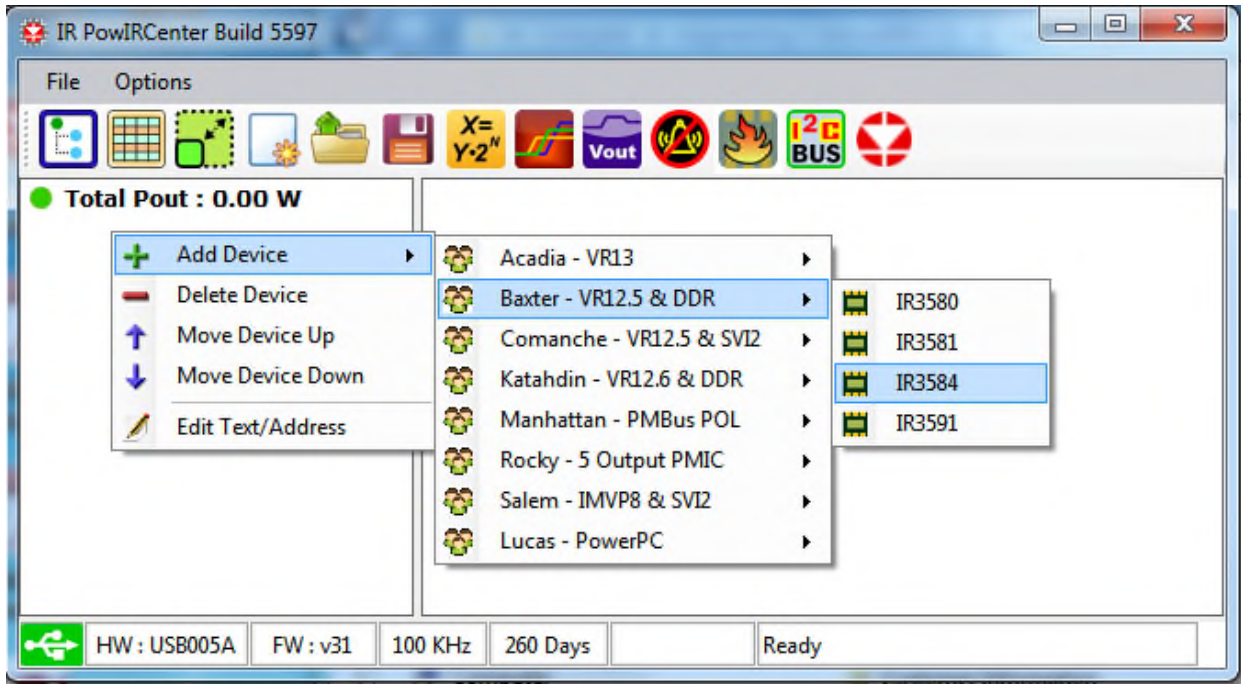 IR PowIRCenter Build 5597
File Options
X=
Y·2ᴺ
Vout
I²C
BUS
Total Pout : 0.00 W
Add Device
Delete Device
Move Device Up
Move Device Down
Edit Text/Address
Acadia - VR13
Baxter - VR12.5 & DDR
Comanche - VR12.5 & SVI2
Katahdin - VR12.6 & DDR
Manhattan - PMBus POL
Rocky - 5 Output PMIC
Salem - IMVP8 & SVI2
Lucas - PowerPC
IR3580
IR3581
IR3584
IR3591
HW : USB005A FW : v31 100 KHz 260 Days Ready